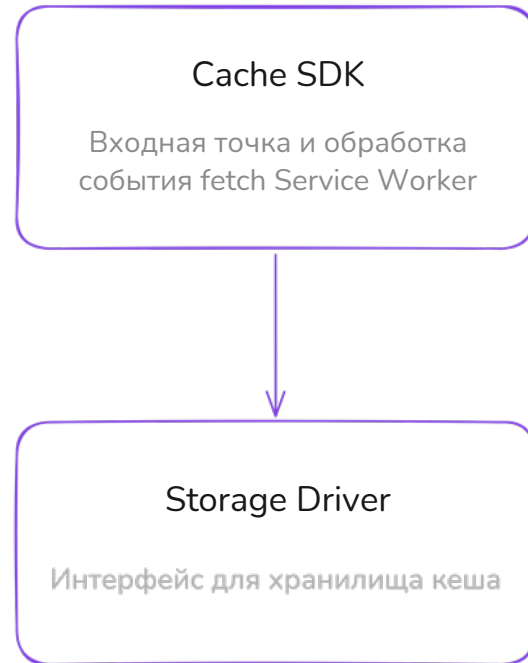 Cache SDK
Входная точка и обработка
события fetch Service Worker
Storage Driver
Интерфейс для хранилища кеша